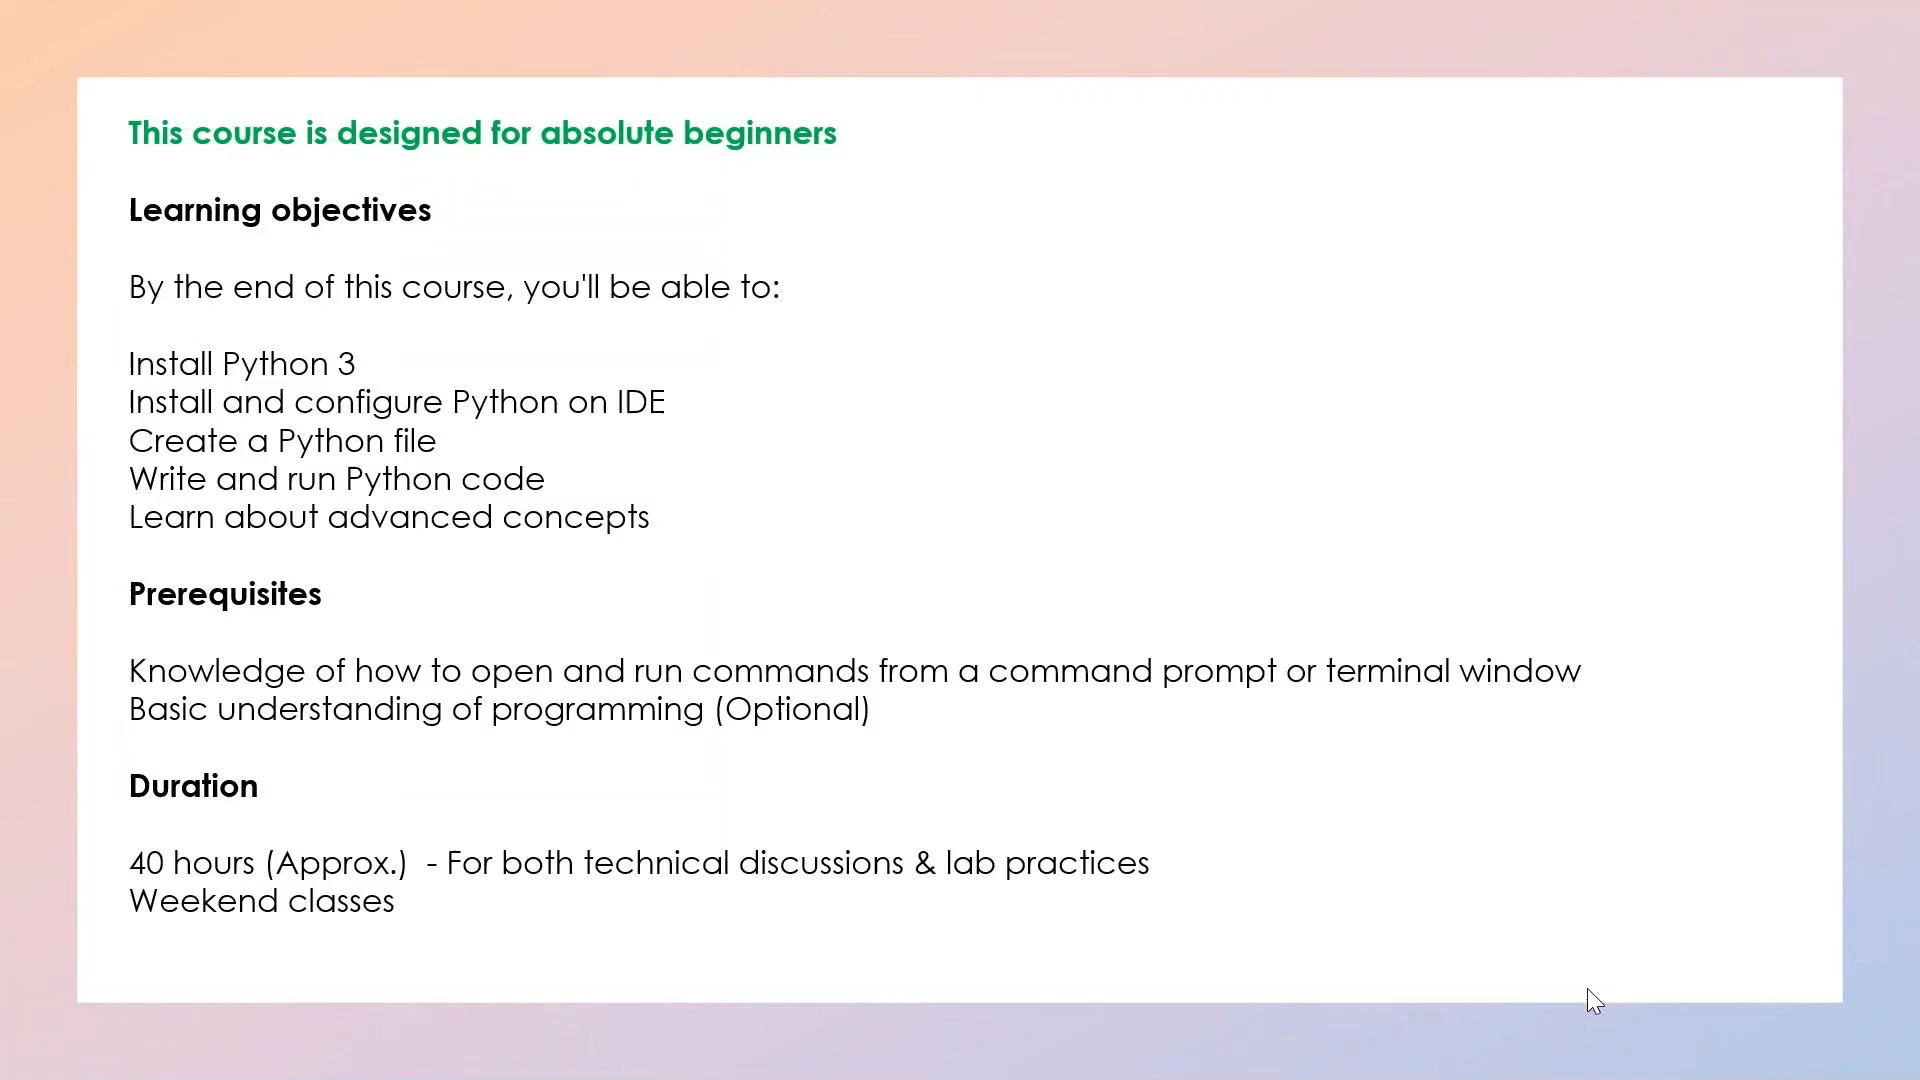 This course is designed for absolute beginners
Learning objectives
By the end of this course, you'll be able to:
Install Python 3
Install and configure Python on IDE
Create a Python file
Write and run Python code
Learn about advanced concepts
Prerequisites
Knowledge of how to open and run commands from a command prompt or terminal window
Basic understanding of programming (Optional)
Duration
40 hours (Approx.)  - For both technical discussions & lab practices
Weekend classes